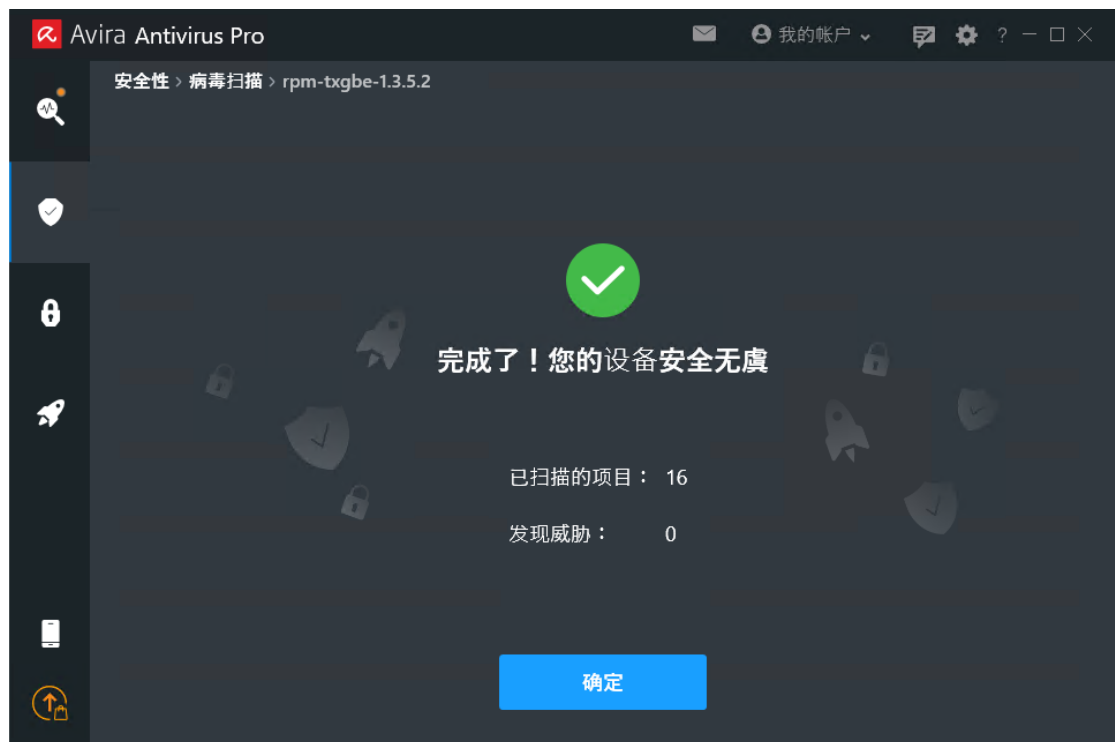 Avira Antivirus Pro
我的帐户
?
安全性 › 病毒扫描 › rpm-txgbe-1.3.5.2
完成了！您的设备安全无虞
已扫描的项目： 16
发现威胁： 0
确定